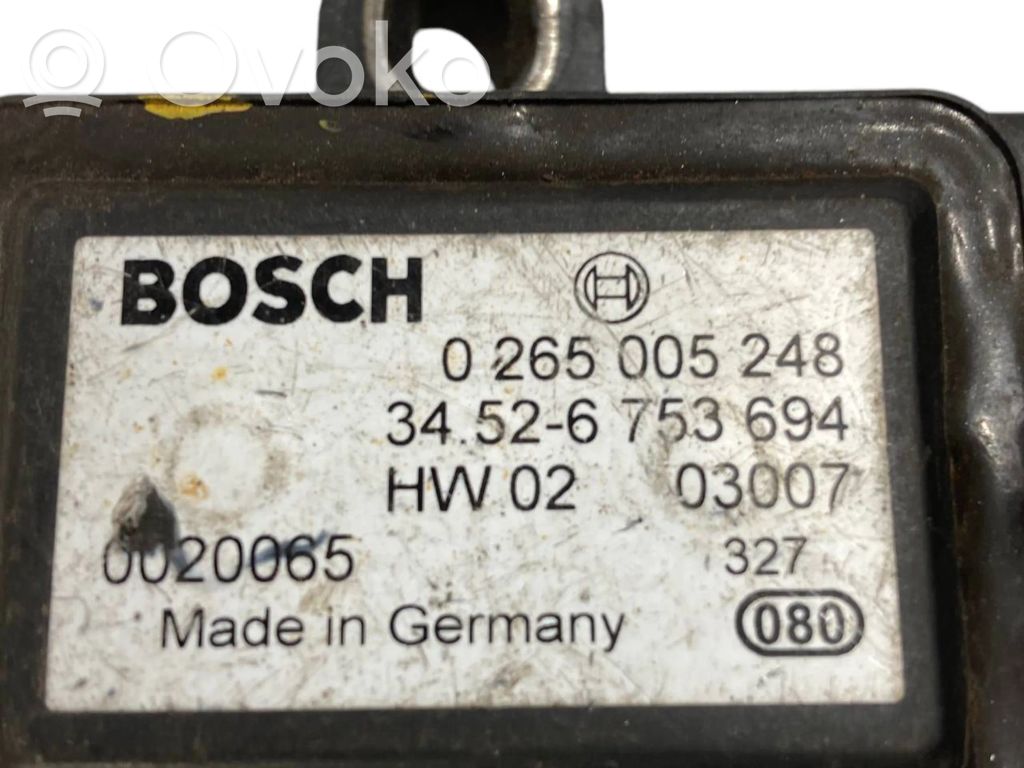 Ovoko
BOSCH
0 265 005 248
34.52-6 753 694
HW 02 03007
0020065 327
Made in Germany 080